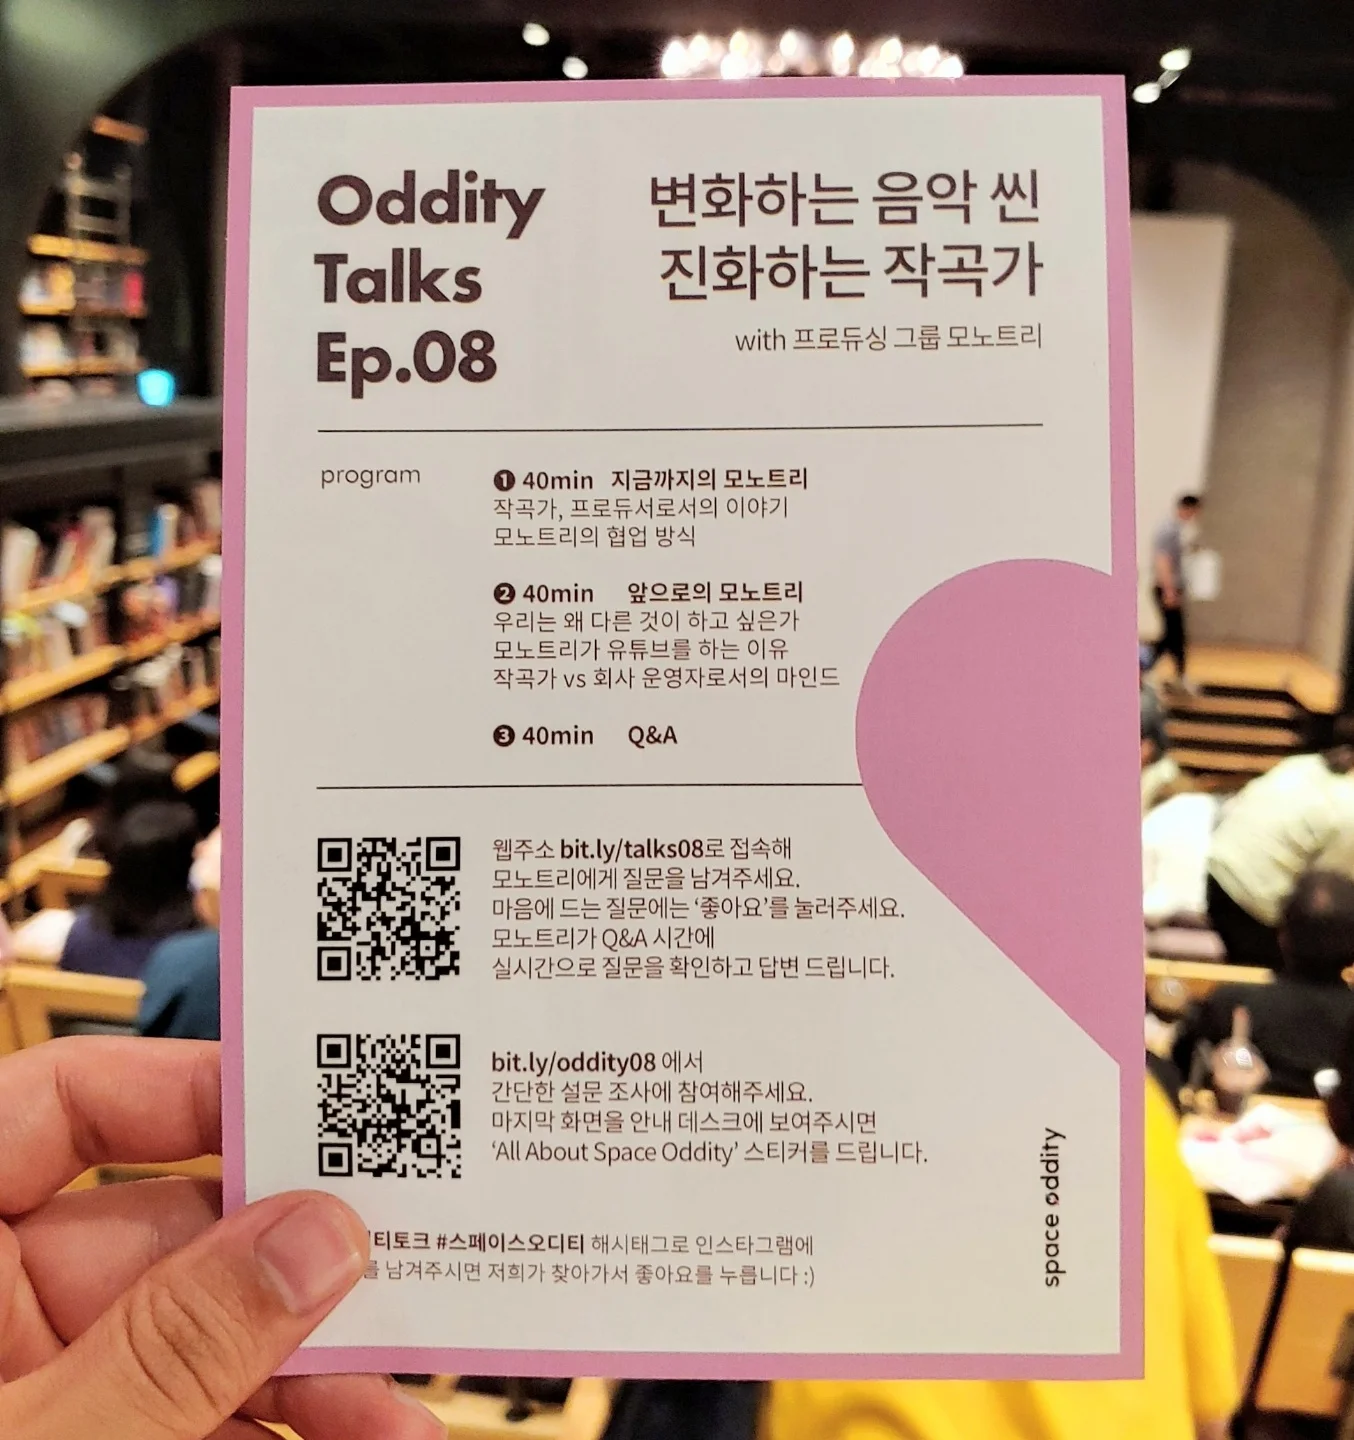 Oddity
Talks
Ep.08
변화하는 음악 씬
진화하는 작곡가
with 프로듀싱 그룹 모노트리
program
❶ 40min 지금까지의 모노트리
작곡가, 프로듀서로서의 이야기
모노트리의 협업 방식
❷ 40min 앞으로의 모노트리
우리는 왜 다른 것이 하고 싶은가
모노트리가 유튜브를 하는 이유
작곡가 vs 회사 운영자로서의 마인드
❸ 40min Q&A
웹주소 bit.ly/talks08로 접속해
모노트리에게 질문을 남겨주세요.
마음에 드는 질문에는 ‘좋아요’를 눌러주세요.
모노트리가 Q&A 시간에
실시간으로 질문을 확인하고 답변 드립니다.
bit.ly/oddity08 에서
간단한 설문 조사에 참여해주세요.
마지막 화면을 안내 데스크에 보여주시면
‘All About Space Oddity’ 스티커를 드립니다.
티토크 #스페이스오디티 해시태그로 인스타그램에
를 남겨주시면 저희가 찾아가서 좋아요를 누릅니다 :)
space oddity